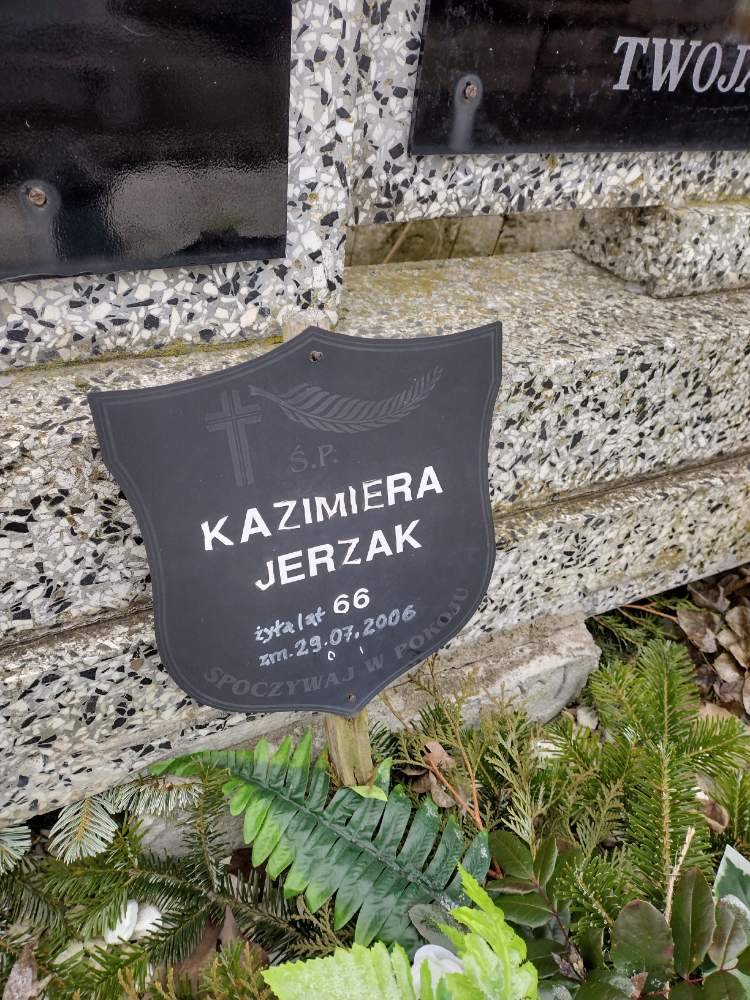 TWOJ
Ś.P.
KAZIMIERA
JERZAK
żyła lat 66
zm. 29.07.2006
SPOCZYWAJ W POKOJU